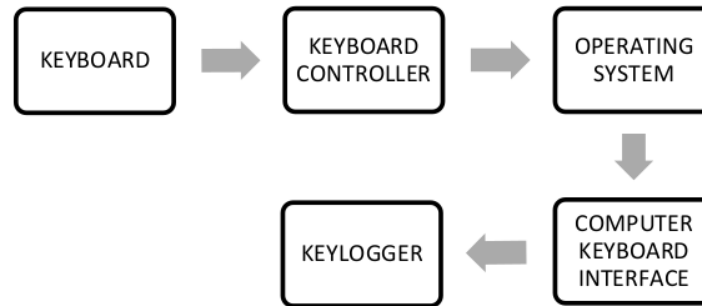 KEYBOARD
KEYBOARD
CONTROLLER
OPERATING
SYSTEM
COMPUTER
KEYBOARD
INTERFACE
KEYLOGGER